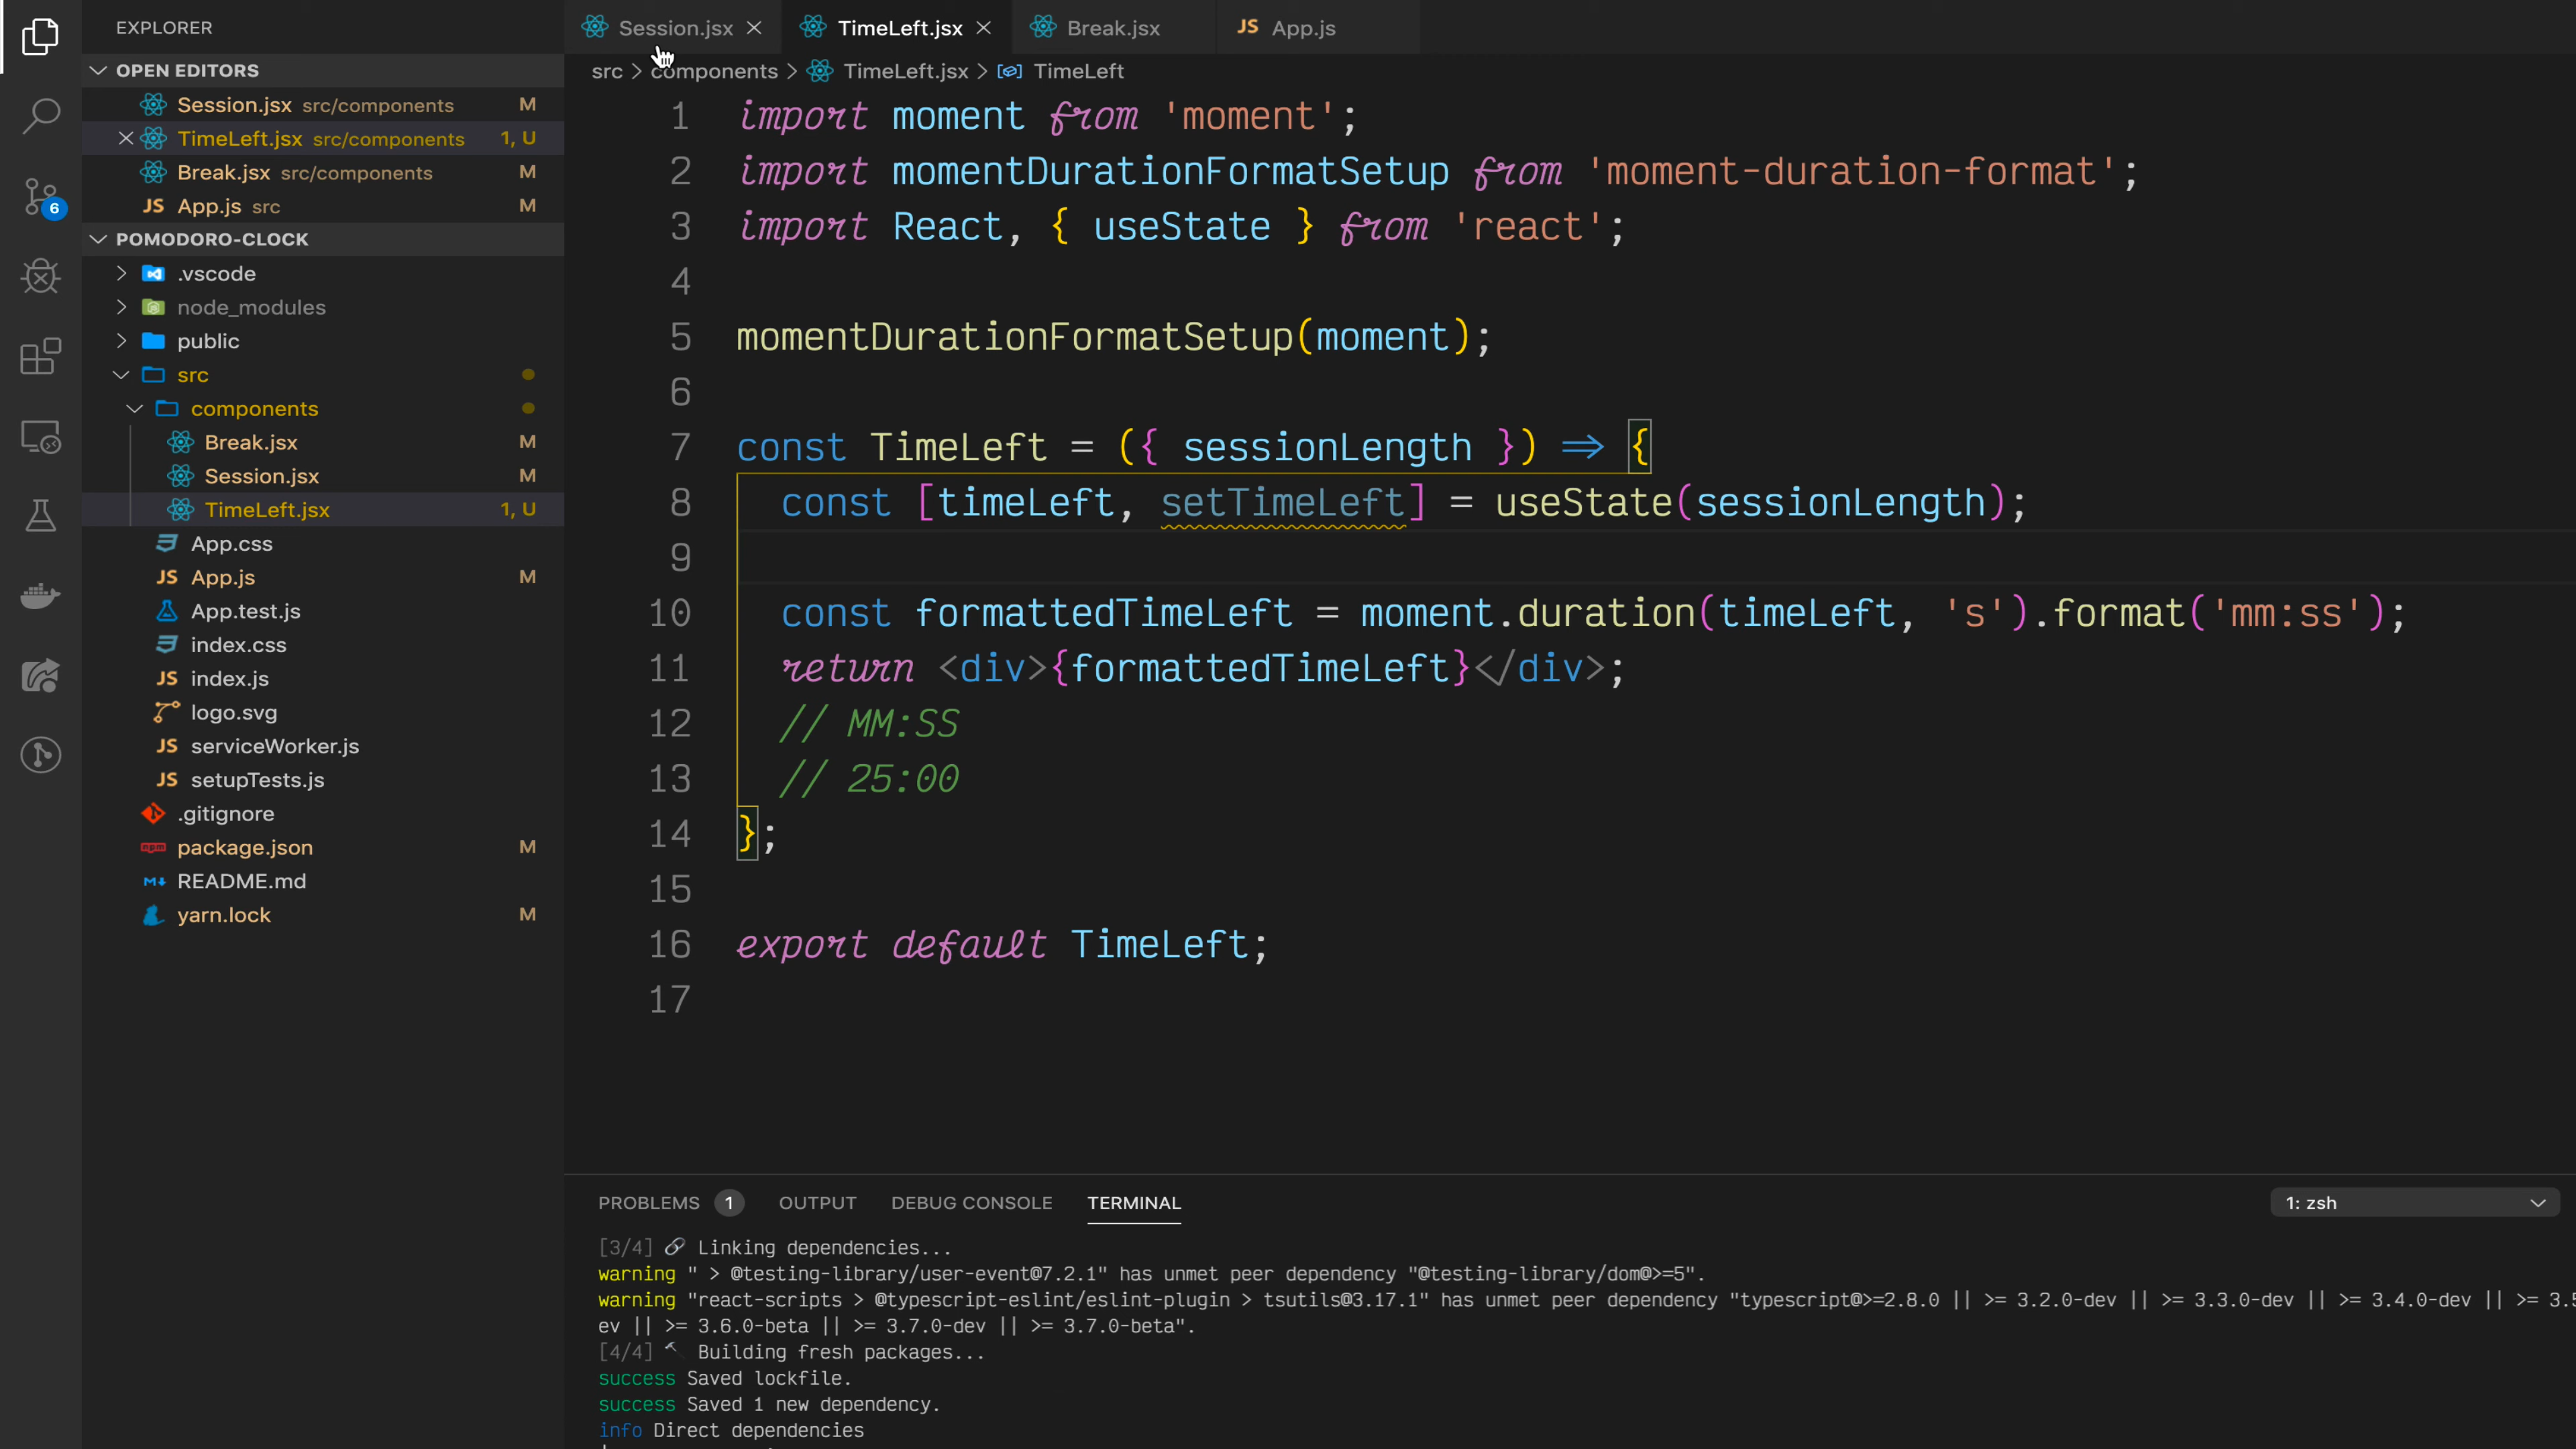 EXPLORER
OPEN EDITORS
Session.jsx src/components M
TimeLeft.jsx src/components 1, U
Break.jsx src/components M
JS App.js src M
POMODORO-CLOCK
.vscode
node_modules
public
src
components
Break.jsx M
Session.jsx M
TimeLeft.jsx 1, U
App.css
JS App.js M
App.test.js
index.css
JS index.js
logo.svg
JS serviceWorker.js
JS setupTests.js
.gitignore
package.json M
README.md
yarn.lock M
6
Session.jsx TimeLeft.jsx Break.jsx JS App.js
src > components > TimeLeft.jsx > TimeLeft
1 import moment from 'moment';
2 import momentDurationFormatSetup from 'moment-duration-format';
3 import React, { useState } from 'react';
4
5 momentDurationFormatSetup(moment);
6
7 const TimeLeft = ({ sessionLength }) => {
8 const [timeLeft, setTimeLeft] = useState(sessionLength);
9
10 const formattedTimeLeft = moment.duration(timeLeft, 's').format('mm:ss');
11 return <div>{formattedTimeLeft}</div>;
12 // MM:SS
13 // 25:00
14 };
15
16 export default TimeLeft;
17
PROBLEMS 1 OUTPUT DEBUG CONSOLE TERMINAL 1: zsh
[3/4] Linking dependencies...
warning " > @testing-library/user-event@7.2.1" has unmet peer dependency "@testing-library/dom@>=5".
warning "react-scripts > @typescript-eslint/eslint-plugin > tsutils@3.17.1" has unmet peer dependency "typescript@>=2.8.0 || >= 3.2.0-dev || >= 3.3.0-dev || >= 3.4.0-dev || >= 3.5
ev || >= 3.6.0-beta || >= 3.7.0-dev || >= 3.7.0-beta".
[4/4] Building fresh packages...
success Saved lockfile.
success Saved 1 new dependency.
info Direct dependencies